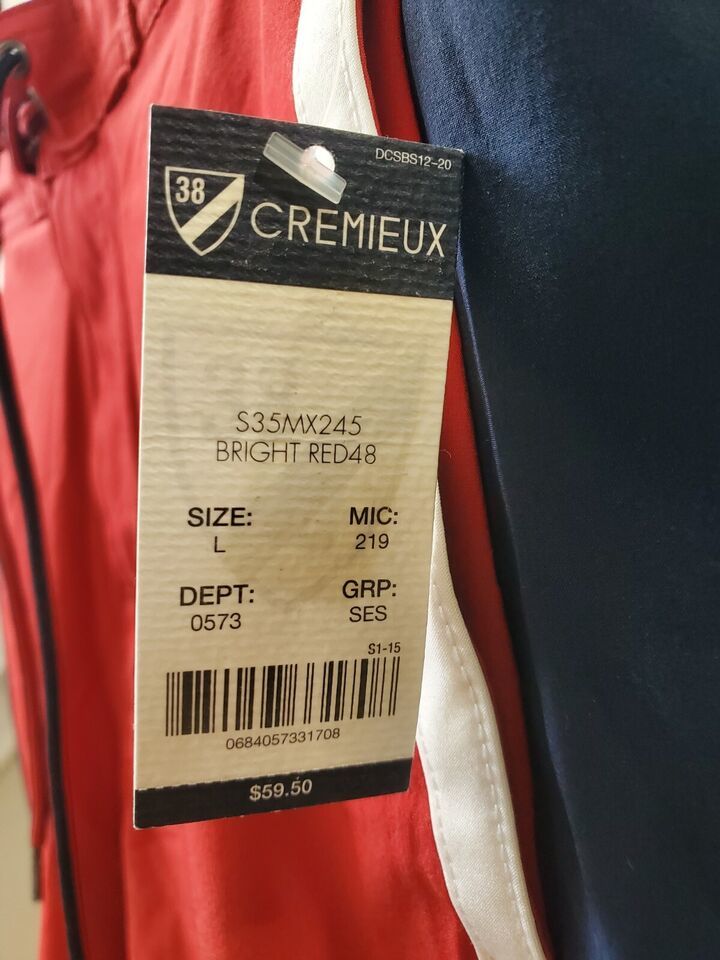 DCSBS12-20
38
CREMIEUX
S35MX245
BRIGHT RED48
SIZE: MIC:
L 219
DEPT: GRP:
0573 SES
S1-15
0684057331708
$59.50